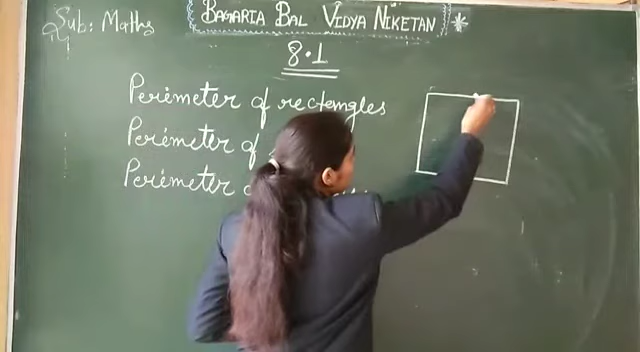 Sub: Maths
BAGARIA BAL VIDYA NIKETAN
8.1
Perimeter of rectangles
Perimeter of
Perimeter